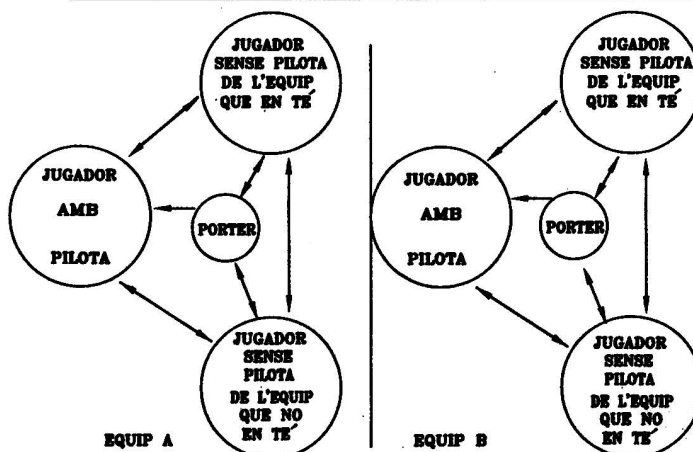 JUGADOR
SENSE PILOTA
DE L'EQUIP
QUE EN TÉ
JUGADOR
AMB
PILOTA
PORTER
JUGADOR
SENSE
PILOTA
DE L'EQUIP
QUE NO
EN TÉ
EQUIP A
JUGADOR
SENSE PILOTA
DE L'EQUIP
QUE EN TÉ
JUGADOR
AMB
PILOTA
PORTER
JUGADOR
SENSE
PILOTA
DE L'EQUIP
QUE NO
EN TÉ
EQUIP B